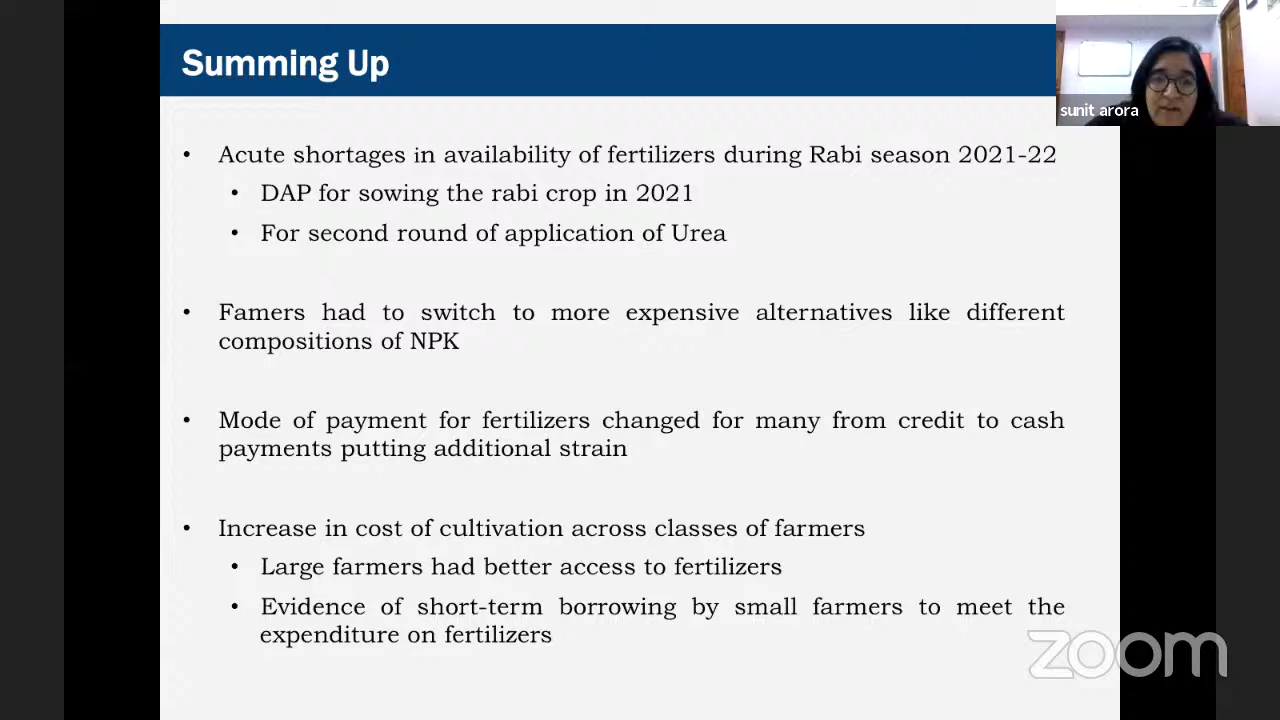 Summing Up
sunit arora
• Acute shortages in availability of fertilizers during Rabi season 2021-22
• DAP for sowing the rabi crop in 2021
• For second round of application of Urea
• Famers had to switch to more expensive alternatives like different
compositions of NPK
• Mode of payment for fertilizers changed for many from credit to cash
payments putting additional strain
• Increase in cost of cultivation across classes of farmers
• Large farmers had better access to fertilizers
• Evidence of short-term borrowing by small farmers to meet the
expenditure on fertilizers
zoom